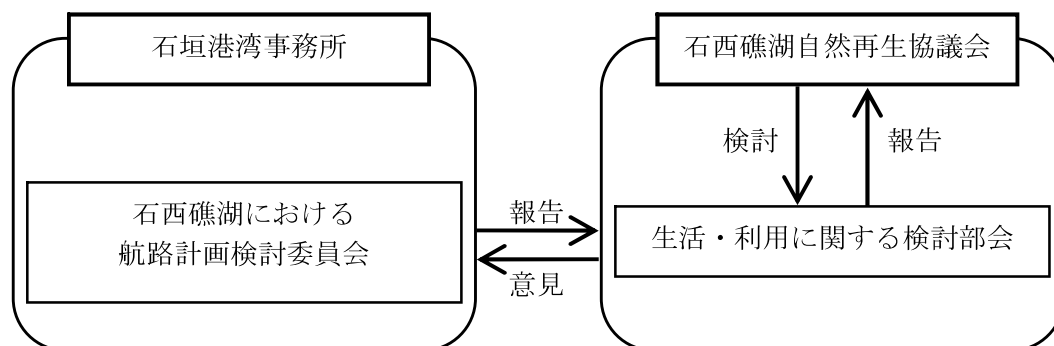 石垣港湾事務所
石西礁湖における
航路計画検討委員会
報告
意見
石西礁湖自然再生協議会
検討
報告
生活・利用に関する検討部会